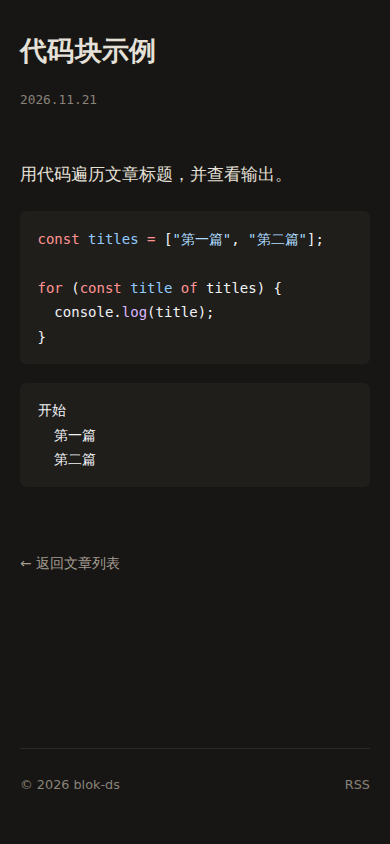 代码块示例
2026.11.21
用代码遍历文章标题，并查看输出。
const titles = ["第一篇", "第二篇"];
for (const title of titles) {
  console.log(title);
}
开始
  第一篇
  第二篇
← 返回文章列表
© 2026 blok-ds
RSS